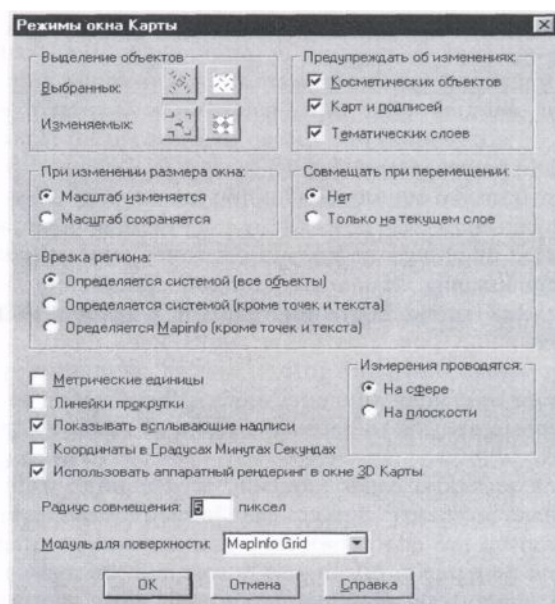 Режимы окна Карты
Выделение объектов
Выбранных:
Изменяемых:
Предупреждать об изменениях:
Косметических объектов
Карт и подписей
Тематических слоев
При изменении размера окна:
Масштаб изменяется
Масштаб сохраняется
Совмещать при перемещении:
Нет
Только на текущем слое
Врезка региона:
Определяется системой (все объекты)
Определяется системой (кроме точек и текста)
Оределяется Mapinfo (кроме точек и текста)
Метрические единицы
Линейки прокрутки
Показывать всплывающие надписи
Координаты в Градусах Минутах Секундах
Использовать аппаратный рендеринг в окне 3D Карты
Измерения проводятся:
На сфере
На плоскости
Радиус совмещения: 5 пиксел
Модуль для поверхности: MapInfo Grid
OK Отмена Справка